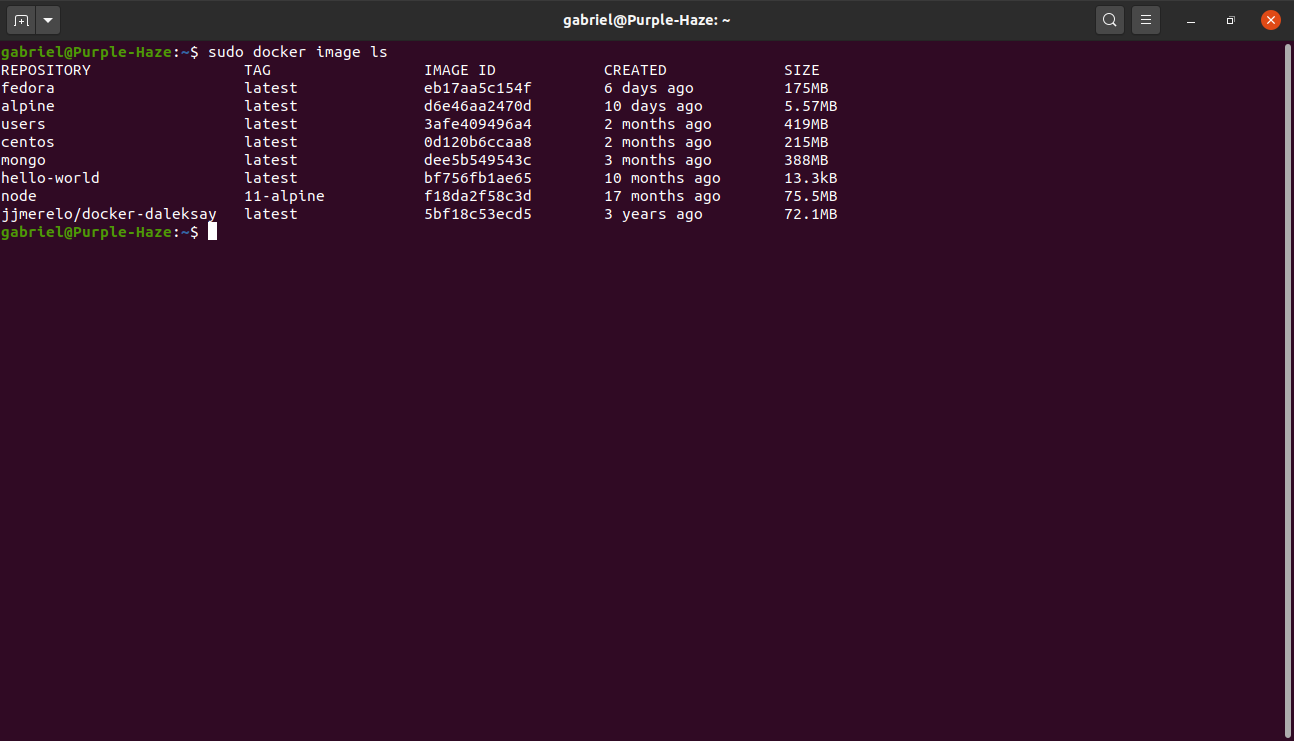 gabriel@Purple-Haze: ~
gabriel@Purple-Haze:~$ sudo docker image ls
REPOSITORY                 TAG                 IMAGE ID            CREATED             SIZE
fedora                     latest              eb17aa5c154f        6 days ago          175MB
alpine                     latest              d6e46aa2470d        10 days ago         5.57MB
users                      latest              3afe409496a4        2 months ago        419MB
centos                     latest              0d120b6ccaa8        2 months ago        215MB
mongo                      latest              dee5b549543c        3 months ago        388MB
hello-world                latest              bf756fb1ae65        10 months ago       13.3kB
node                       11-alpine           f18da2f58c3d        17 months ago       75.5MB
jjmerelo/docker-daleksay   latest              5bf18c53ecd5        3 years ago         72.1MB
gabriel@Purple-Haze:~$